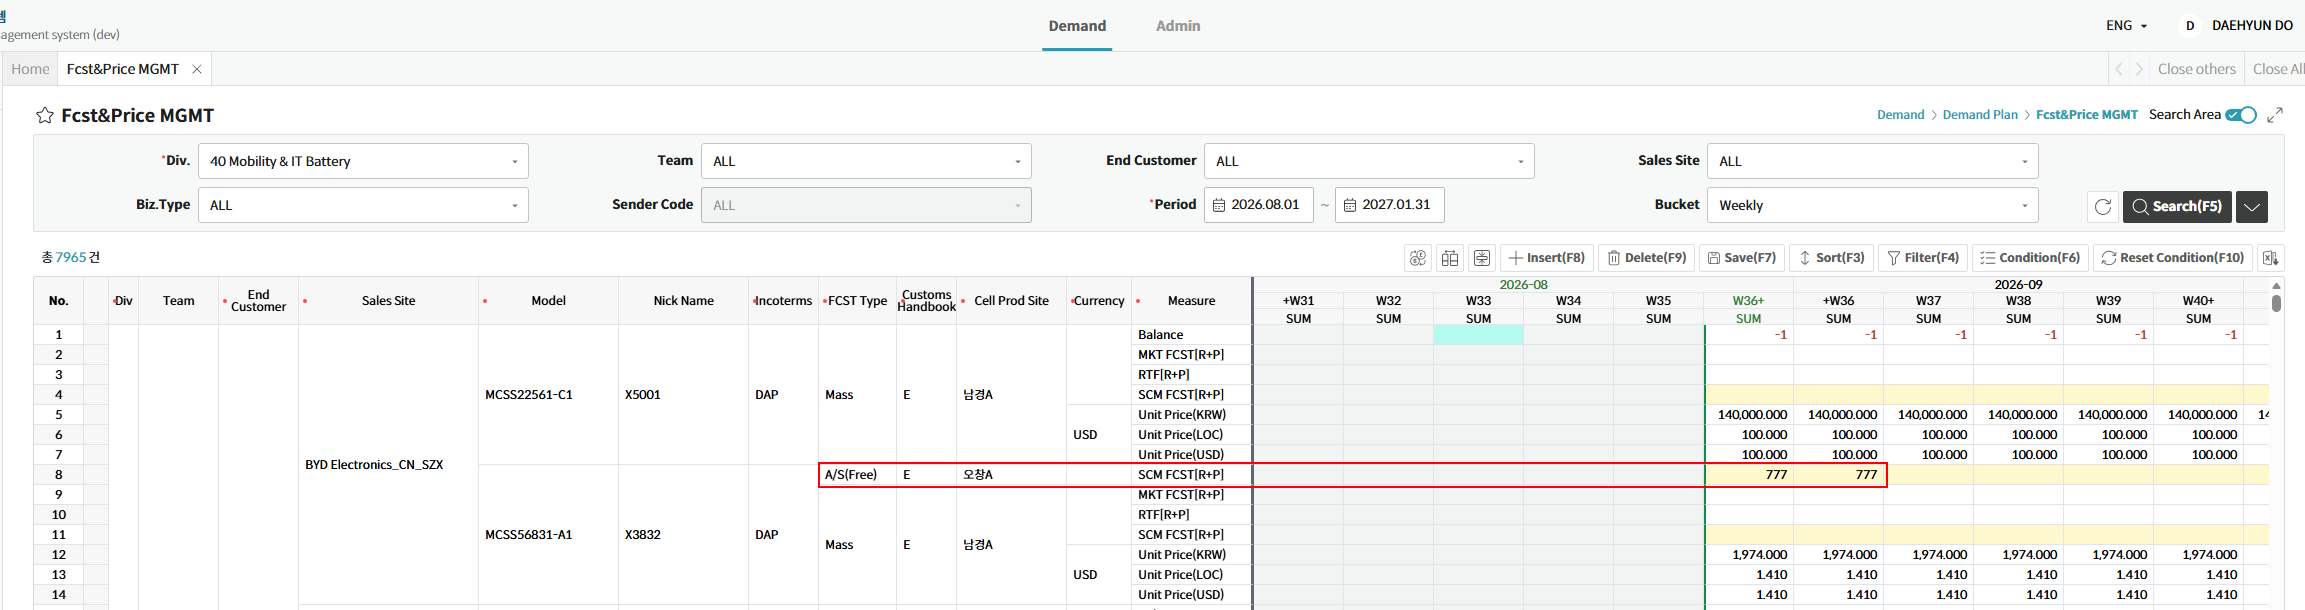 agement system (dev)
Demand Admin ENG D DAEHYUN DO
Home Fcst&Price MGMT Close others Close All
Fcst&Price MGMT Demand Demand Plan Fcst&Price MGMT Search Area
*Div. 40 Mobility & IT Battery Team ALL End Customer ALL Sales Site ALL
Biz.Type ALL Sender Code ALL *Period 2026.08.01 ~ 2027.01.31 Bucket Weekly Search(F5)
총 7965 건 Insert(F8) Delete(F9) Save(F7) Sort(F3) Filter(F4) Condition(F6) Reset Condition(F10)
No. Div Team End Customer Sales Site Model Nick Name Incoterms FCST Type Customs Handbook Cell Prod Site Currency Measure
2026-08 2026-09
+W31 W32 W33 W34 W35 W36+ +W36 W37 W38 W39 W40+
SUM SUM SUM SUM SUM SUM SUM SUM SUM SUM SUM
1 Balance -1 -1 -1 -1 -1 -1
2 MKT FCST[R+P]
3 RTF[R+P]
4 MCSS22561-C1 X5001 DAP Mass E 남경A SCM FCST[R+P]
5 Unit Price(KRW) 140,000.000 140,000.000 140,000.000 140,000.000 140,000.000 140,000.000 14
6 USD Unit Price(LOC) 100.000 100.000 100.000 100.000 100.000 100.000
7 Unit Price(USD) 100.000 100.000 100.000 100.000 100.000 100.000
BYD Electronics_CN_SZX
8 A/S(Free) E 오창A SCM FCST[R+P] 777 777
9 MKT FCST[R+P]
10 RTF[R+P]
11 MCSS56831-A1 X3832 DAP SCM FCST[R+P]
Mass E 남경A
12 Unit Price(KRW) 1,974.000 1,974.000 1,974.000 1,974.000 1,974.000 1,974.000
13 USD Unit Price(LOC) 1.410 1.410 1.410 1.410 1.410 1.410
14 Unit Price(USD) 1.410 1.410 1.410 1.410 1.410 1.410